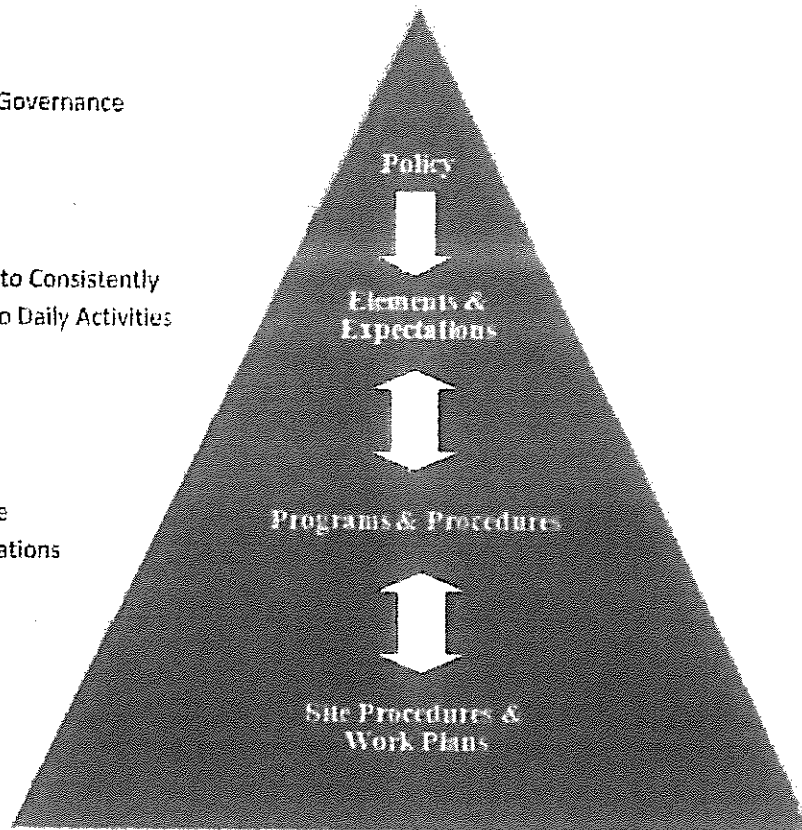 Governance
Policy
to Consistently
o Daily Activities
Elements &
Expectations
e
ations
Programs & Procedures
Site Procedures &
Work Plans